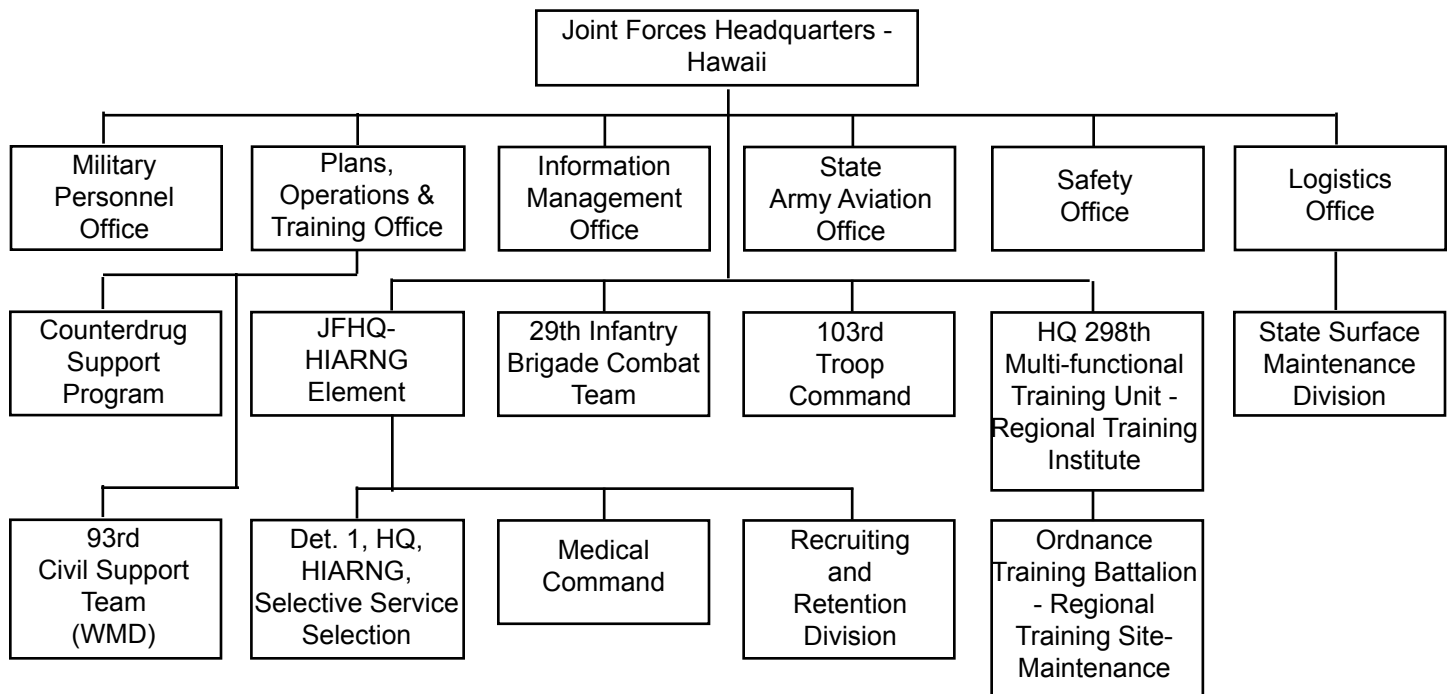 Joint Forces Headquarters -
Hawaii
Military
Personnel
Office
Plans,
Operations &
Training Office
Information
Management
Office
State
Army Aviation
Office
Safety
Office
Logistics
Office
Counterdrug
Support
Program
JFHQ-
HIARNG
Element
29th Infantry
Brigade Combat
Team
103rd
Troop
Command
HQ 298th
Multi-functional
Training Unit -
Regional Training
Institute
State Surface
Maintenance
Division
93rd
Civil Support
Team
(WMD)
Det. 1, HQ,
HIARNG,
Selective Service
Selection
Medical
Command
Recruiting
and
Retention
Division
Ordnance
Training Battalion
- Regional
Training Site-
Maintenance